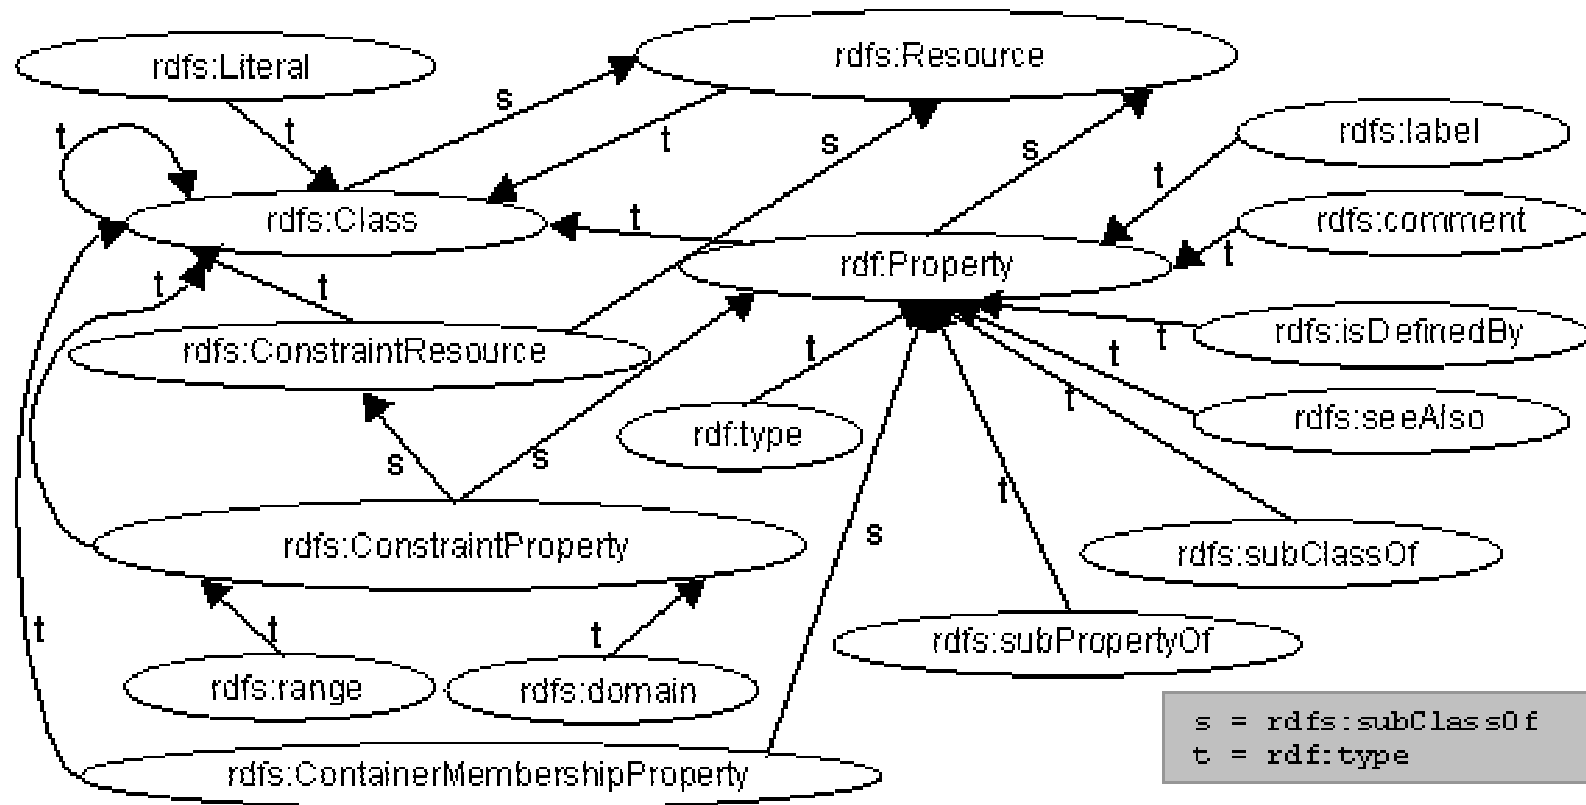 rdfs:Literal
rdfs:Resource
s
t
t
t
s
s
rdfs:label
t
rdfs:Class
t
rdfs:comment
t
rdf:Property
t
t
rdfs:ConstraintResource
t
rdfs:isDefinedBy
t
t
t
rdf:type
rdfs:seeAlso
s
s
t
s
rdfs:ConstraintProperty
rdfs:subClassOf
t
t
t
rdfs:subPropertyOf
rdfs:range
rdfs:domain
rdfs:ContainerMembershipProperty
s = rdfs:subClassOf
t = rdf:type